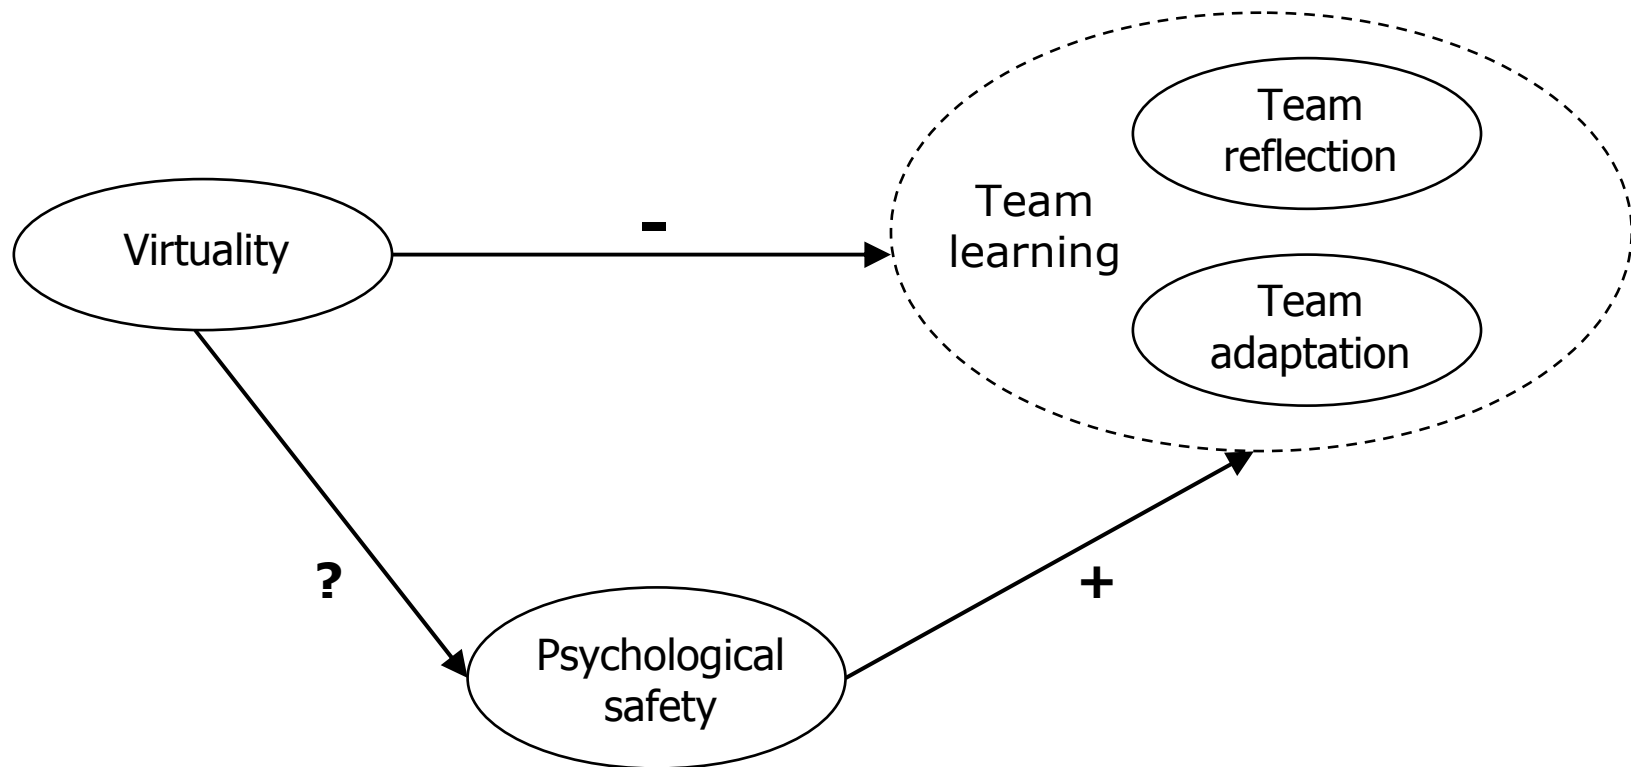 Team
reflection
Virtuality
-
Team
learning
Team
adaptation
?
+
Psychological
safety